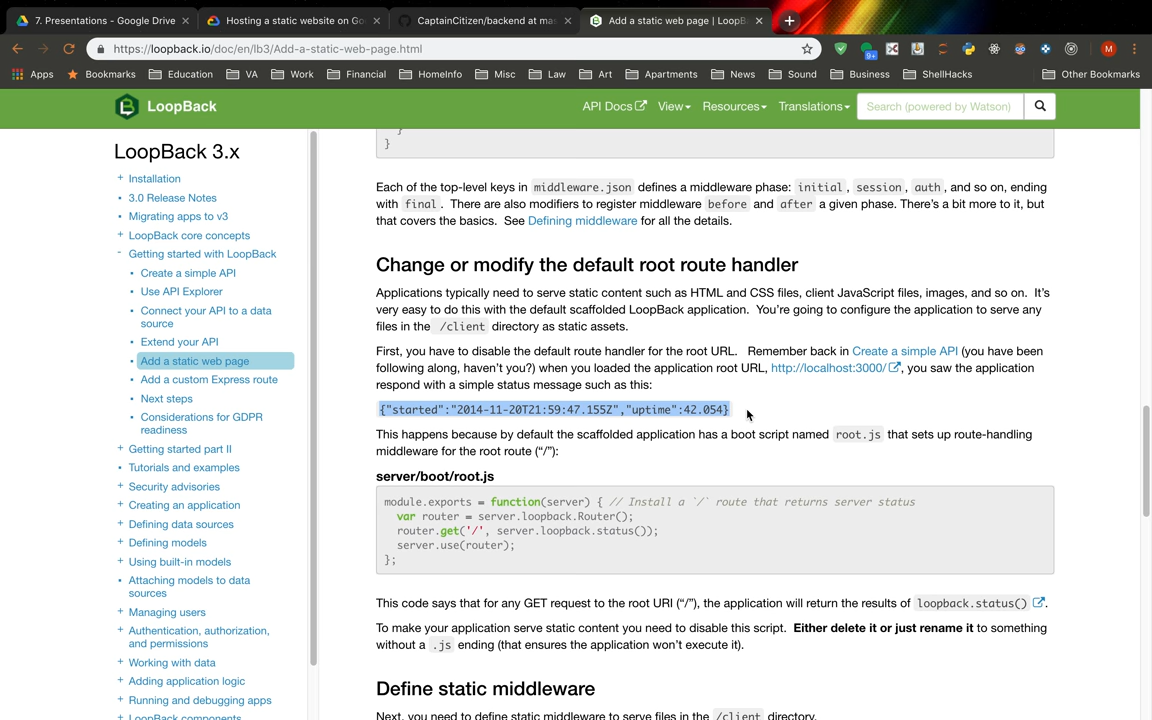 7. Presentations - Google Drive
Hosting a static website on Go
CaptainCitizen/backend at mas
Add a static web page | LoopBa
https://loopback.io/doc/en/lb3/Add-a-static-web-page.html
9+
M
Apps
Bookmarks
Education
VA
Work
Financial
HomeInfo
Misc
Law
Art
Apartments
News
Sound
Business
ShellHacks
Other Bookmarks
LoopBack
API Docs
View
Resources
Translations
Search (powered by Watson)
LoopBack 3.x
+ Installation
+ 3.0 Release Notes
• Migrating apps to v3
+ LoopBack core concepts
- Getting started with LoopBack
• Create a simple API
• Use API Explorer
• Connect your API to a data
source
• Extend your API
• Add a static web page
• Add a custom Express route
• Next steps
• Considerations for GDPR
readiness
+ Getting started part II
• Tutorials and examples
+ Security advisories
+ Creating an application
+ Defining data sources
+ Defining models
+ Using built-in models
• Attaching models to data
sources
+ Managing users
+ Authentication, authorization,
and permissions
+ Working with data
+ Adding application logic
+ Running and debugging apps
+ LoopBack components
}
}
Each of the top-level keys in middleware.json defines a middleware phase: initial, session, auth, and so on, ending
with final. There are also modifiers to register middleware before and after a given phase. There's a bit more to it, but
that covers the basics. See Defining middleware for all the details.
Change or modify the default root route handler
Applications typically need to serve static content such as HTML and CSS files, client JavaScript files, images, and so on. It's
very easy to do this with the default scaffolded LoopBack application. You're going to configure the application to serve any
files in the /client directory as static assets.
First, you have to disable the default route handler for the root URL. Remember back in Create a simple API (you have been
following along, haven't you?) when you loaded the application root URL, http://localhost:3000/, you saw the application
respond with a simple status message such as this:
{"started":"2014-11-20T21:59:47.155Z","uptime":42.054}
This happens because by default the scaffolded application has a boot script named root.js that sets up route-handling
middleware for the root route (“/”):
server/boot/root.js
module.exports = function(server) { // Install a `/` route that returns server status
var router = server.loopback.Router();
router.get('/', server.loopback.status());
server.use(router);
};
This code says that for any GET request to the root URI (“/”), the application will return the results of loopback.status().
To make your application serve static content you need to disable this script. Either delete it or just rename it to something
without a .js ending (that ensures the application won't execute it).
Define static middleware
Next, you need to define static middleware to serve files in the /client directory.